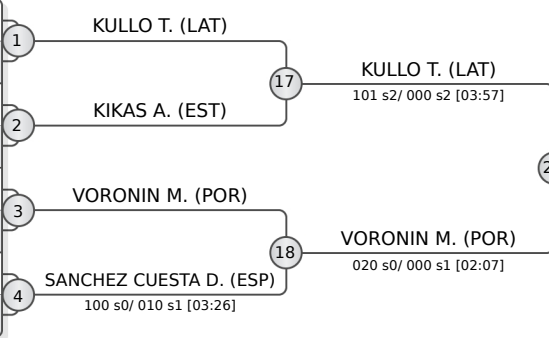 KULLO T. (LAT)
1
17
KULLO T. (LAT)
101 s2/ 000 s2 [03:57]
KIKAS A. (EST)
2
VORONIN M. (POR)
3
18
VORONIN M. (POR)
020 s0/ 000 s1 [02:07]
SANCHEZ CUESTA D. (ESP)
4
100 s0/ 010 s1 [03:26]